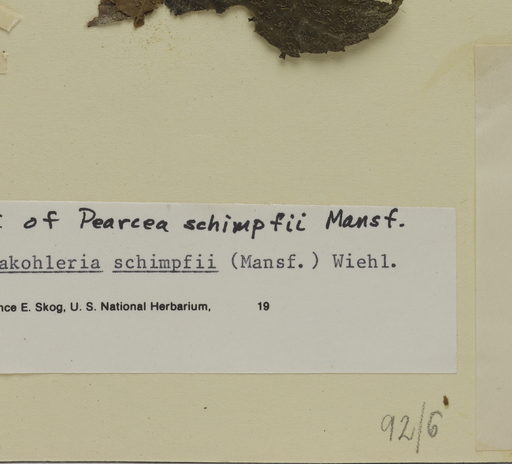 of Pearcea schimpfii Mansf.
akohleria schimpfii (Mansf.) Wiehl.
nce E. Skog, U. S. National Herbarium, 19
92/6